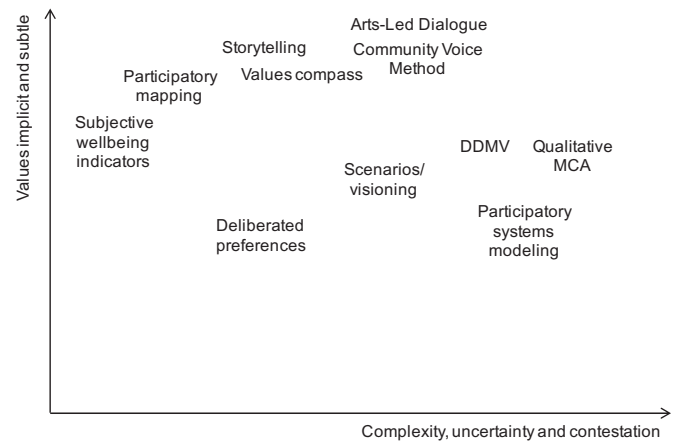 Values implicit and subtle
Arts-Led Dialogue
Storytelling
Community Voice
Method
Values compass
Participatory
mapping
Subjective
wellbeing
indicators
DDMV
Qualitative
MCA
Scenarios/
visioning
Participatory
systems
modeling
Deliberated
preferences
Complexity, uncertainty and contestation